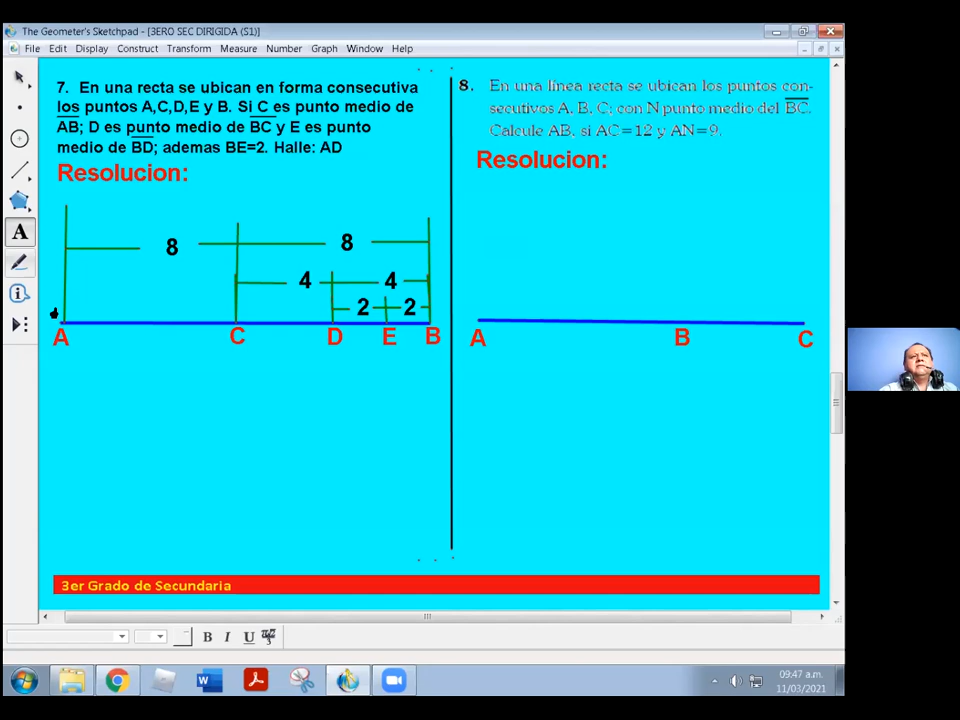 The Geometer's Sketchpad - [3ERO SEC DIRIGIDA (S1)]
File Edit Display Construct Transform Measure Number Graph Window Help
7. En una recta se ubican en forma consecutiva
los puntos A,C,D,E y B. Si C es punto medio de
AB; D es punto medio de BC y E es punto
medio de BD; ademas BE=2. Halle: AD
Resolucion:
8 8
4 4
2 2
A C D E B
8. En una línea recta se ubican los puntos con-
secutivos A, B, C; con N punto medio del BC.
Calcule AB, si AC=12 y AN=9.
Resolucion:
A B C
3er Grado de Secundaria
B I U
09:47 a.m.
11/03/2021